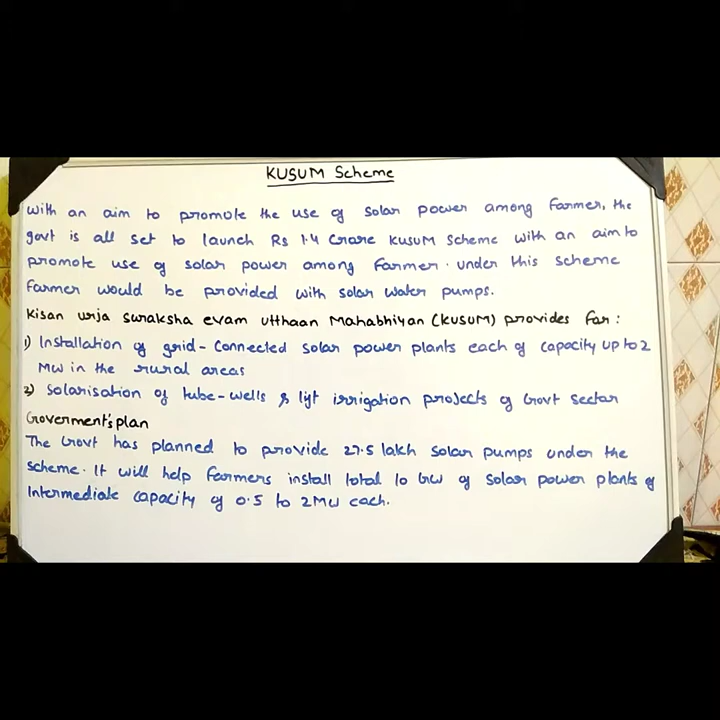 KUSUM Scheme
With an aim to promote the use of solar power among farmer, the
govt is all set to launch Rs 1.4 Crore KUSUM Scheme with an aim to
promote use of solar power among farmer. under this scheme
farmer would be provided with solar water pumps.
Kisan urja suraksha evam utthaan Mahabhiyan (KUSUM) provides for:
1) Installation of grid-Connected solar power plants each of capacity up to 2
MW in the rural areas
2) Solarisation of tube-wells & lift irrigation projects of Govt sector
Goverment's plan
The Govt has planned to provide 27.5 lakh solar pumps under the
scheme. It will help farmers install total 10 GW of solar power plants of
Intermediate capacity of 0.5 to 2MW each.